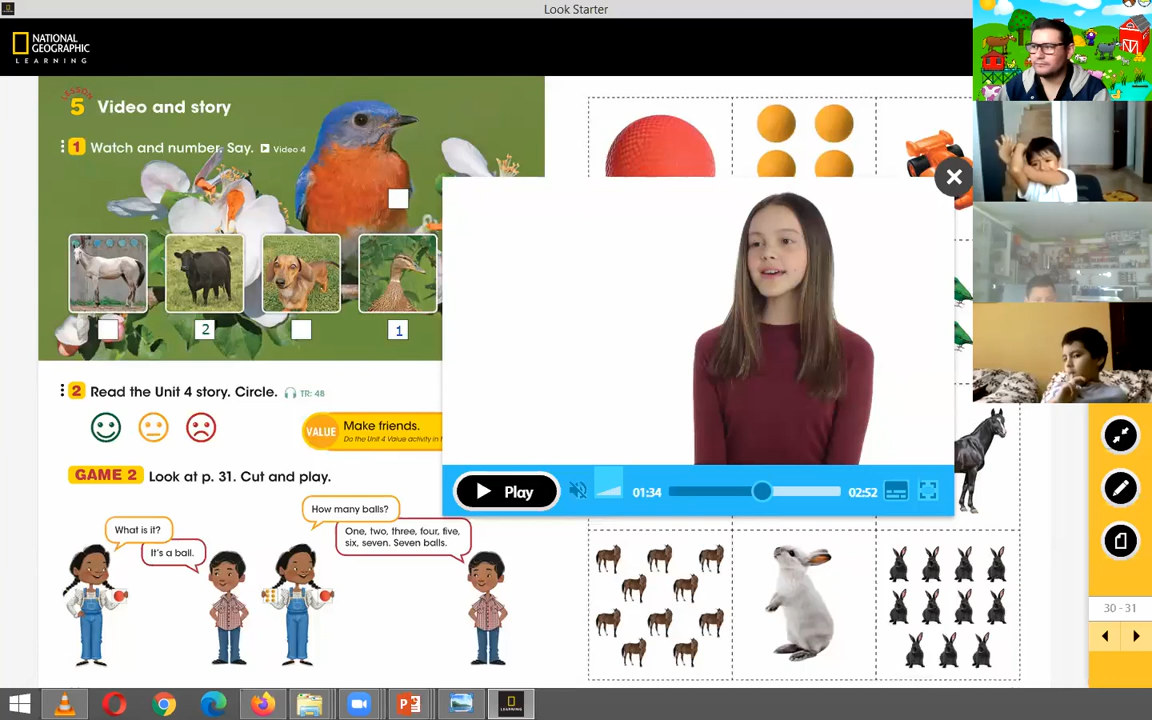 Look Starter
NATIONAL
GEOGRAPHIC
LEARNING
LESSON
5 Video and story
1 Watch and number. Say. Video 4
2
1
2 Read the Unit 4 story. Circle. TR: 48
VALUE
Make friends.
Do the Unit 4 Value activity in
GAME 2 Look at p. 31. Cut and play.
What is it?
It's a ball.
How many balls?
One, two, three, four, five,
six, seven. Seven balls.
Play
01:34
02:52
30 - 31